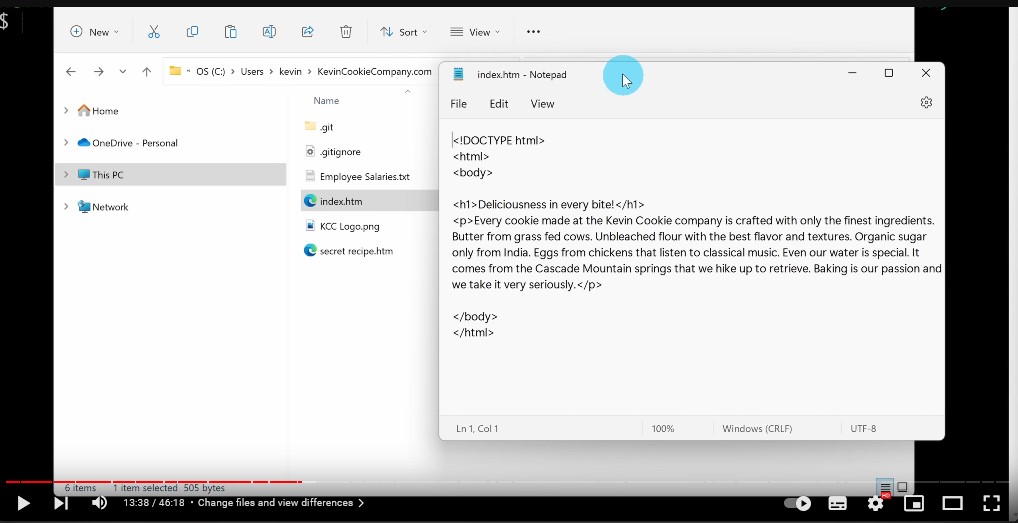 $
New
Sort
View
...
OS (C:) > Users > kevin > KevinCookieCompany.com
index.htm - Notepad
File Edit View
Name
Home
OneDrive - Personal
This PC
Network
.git
.gitignore
Employee Salaries.txt
index.htm
KCC Logo.png
secret recipe.htm
<!DOCTYPE html>
<html>
<body>
<h1>Deliciousness in every bite!</h1>
<p>Every cookie made at the Kevin Cookie company is crafted with only the finest ingredients.
Butter from grass fed cows. Unbleached flour with the best flavor and textures. Organic sugar
only from India. Eggs from chickens that listen to classical music. Even our water is special. It
comes from the Cascade Mountain springs that we hike up to retrieve. Baking is our passion and
we take it very seriously.</p>
</body>
</html>
Ln 1, Col 1 100% Windows (CRLF) UTF-8
6 items 1 item selected 505 bytes
13:38 / 46:18 • Change files and view differences >
HD